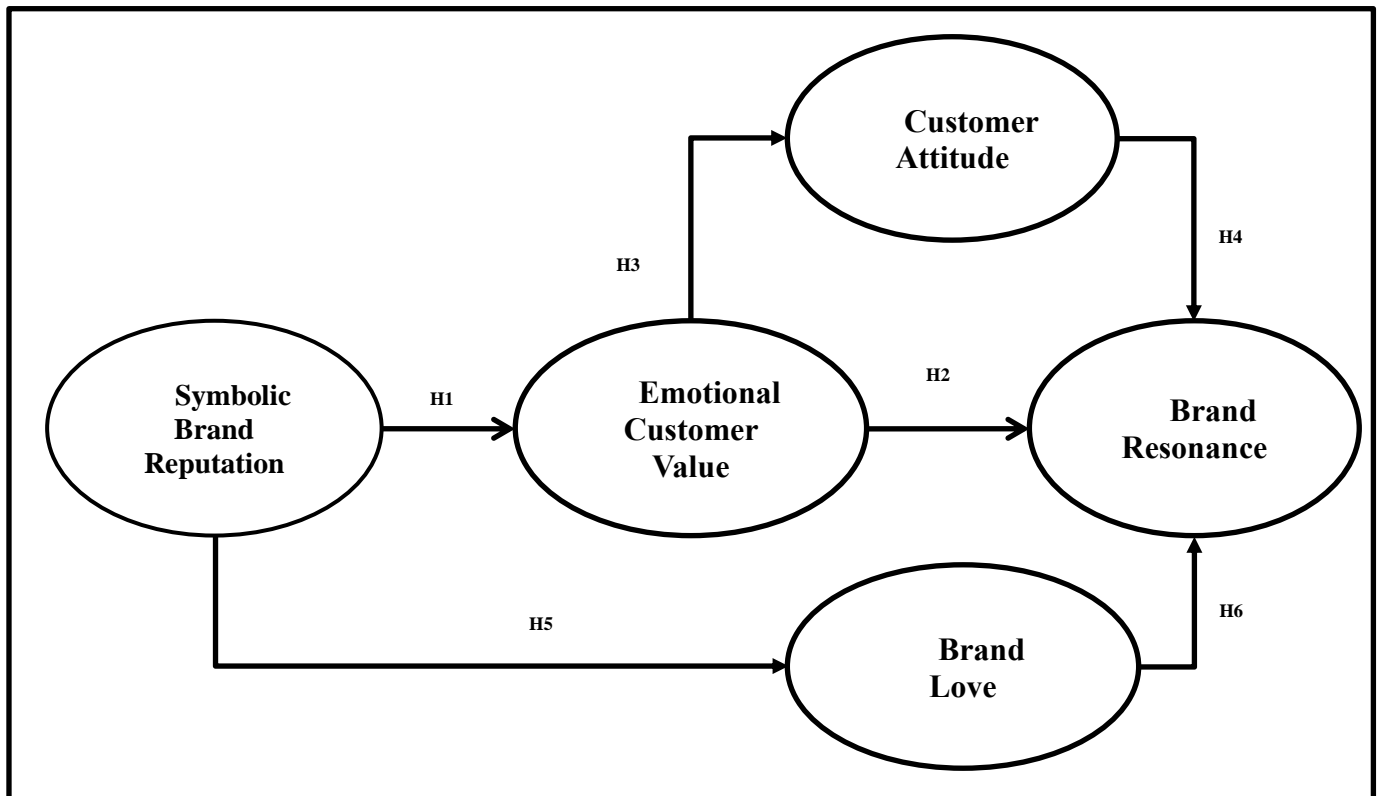 Customer
Attitude
H4
H3
Symbolic
Brand
Reputation
H1
Emotional
Customer
Value
H2
Brand
Resonance
H5
Brand
Love
H6